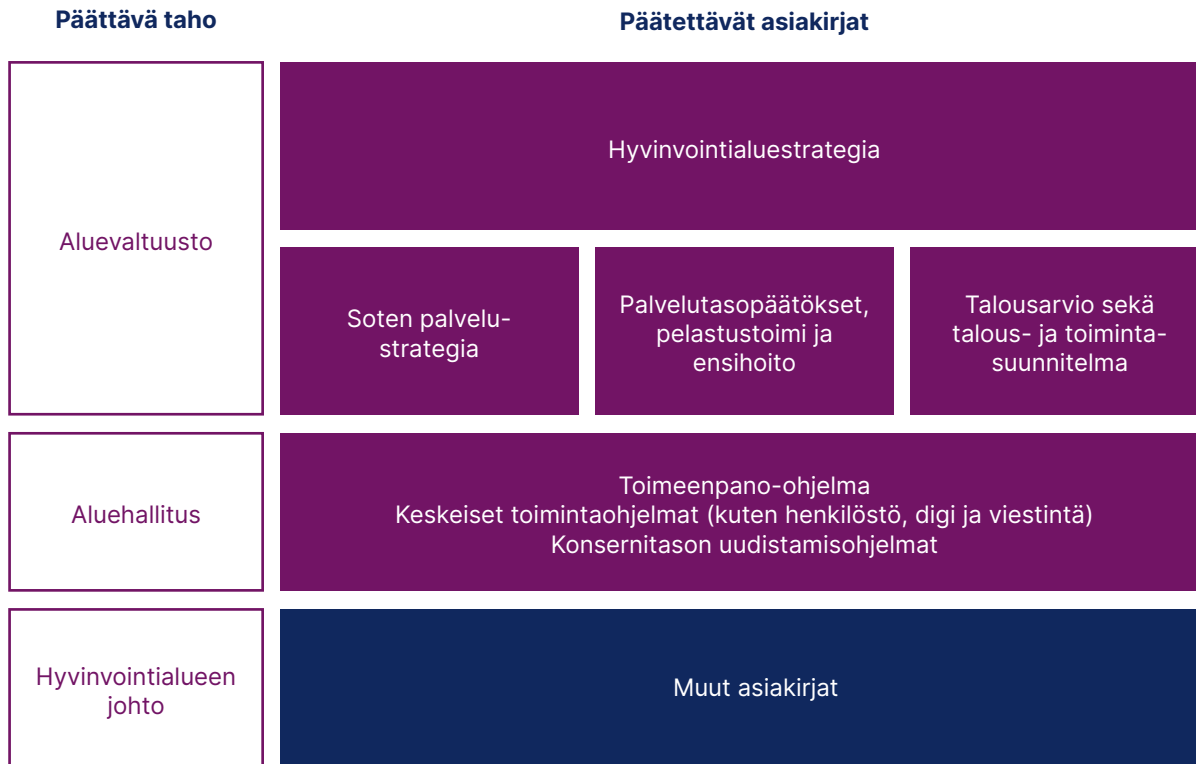 Päättävä taho
Päätettävät asiakirjat
Aluevaltuusto
Hyvinvointialuestrategia
Soten palvelu-
strategia
Palvelutasopäätökset,
pelastustoimi ja
ensihoito
Talousarvio sekä
talous- ja toiminta-
suunnitelma
Aluehallitus
Toimeenpano-ohjelma
Keskeiset toimintaohjelmat (kuten henkilöstö, digi ja viestintä)
Konsernitason uudistamisohjelmat
Hyvinvointialueen
johto
Muut asiakirjat